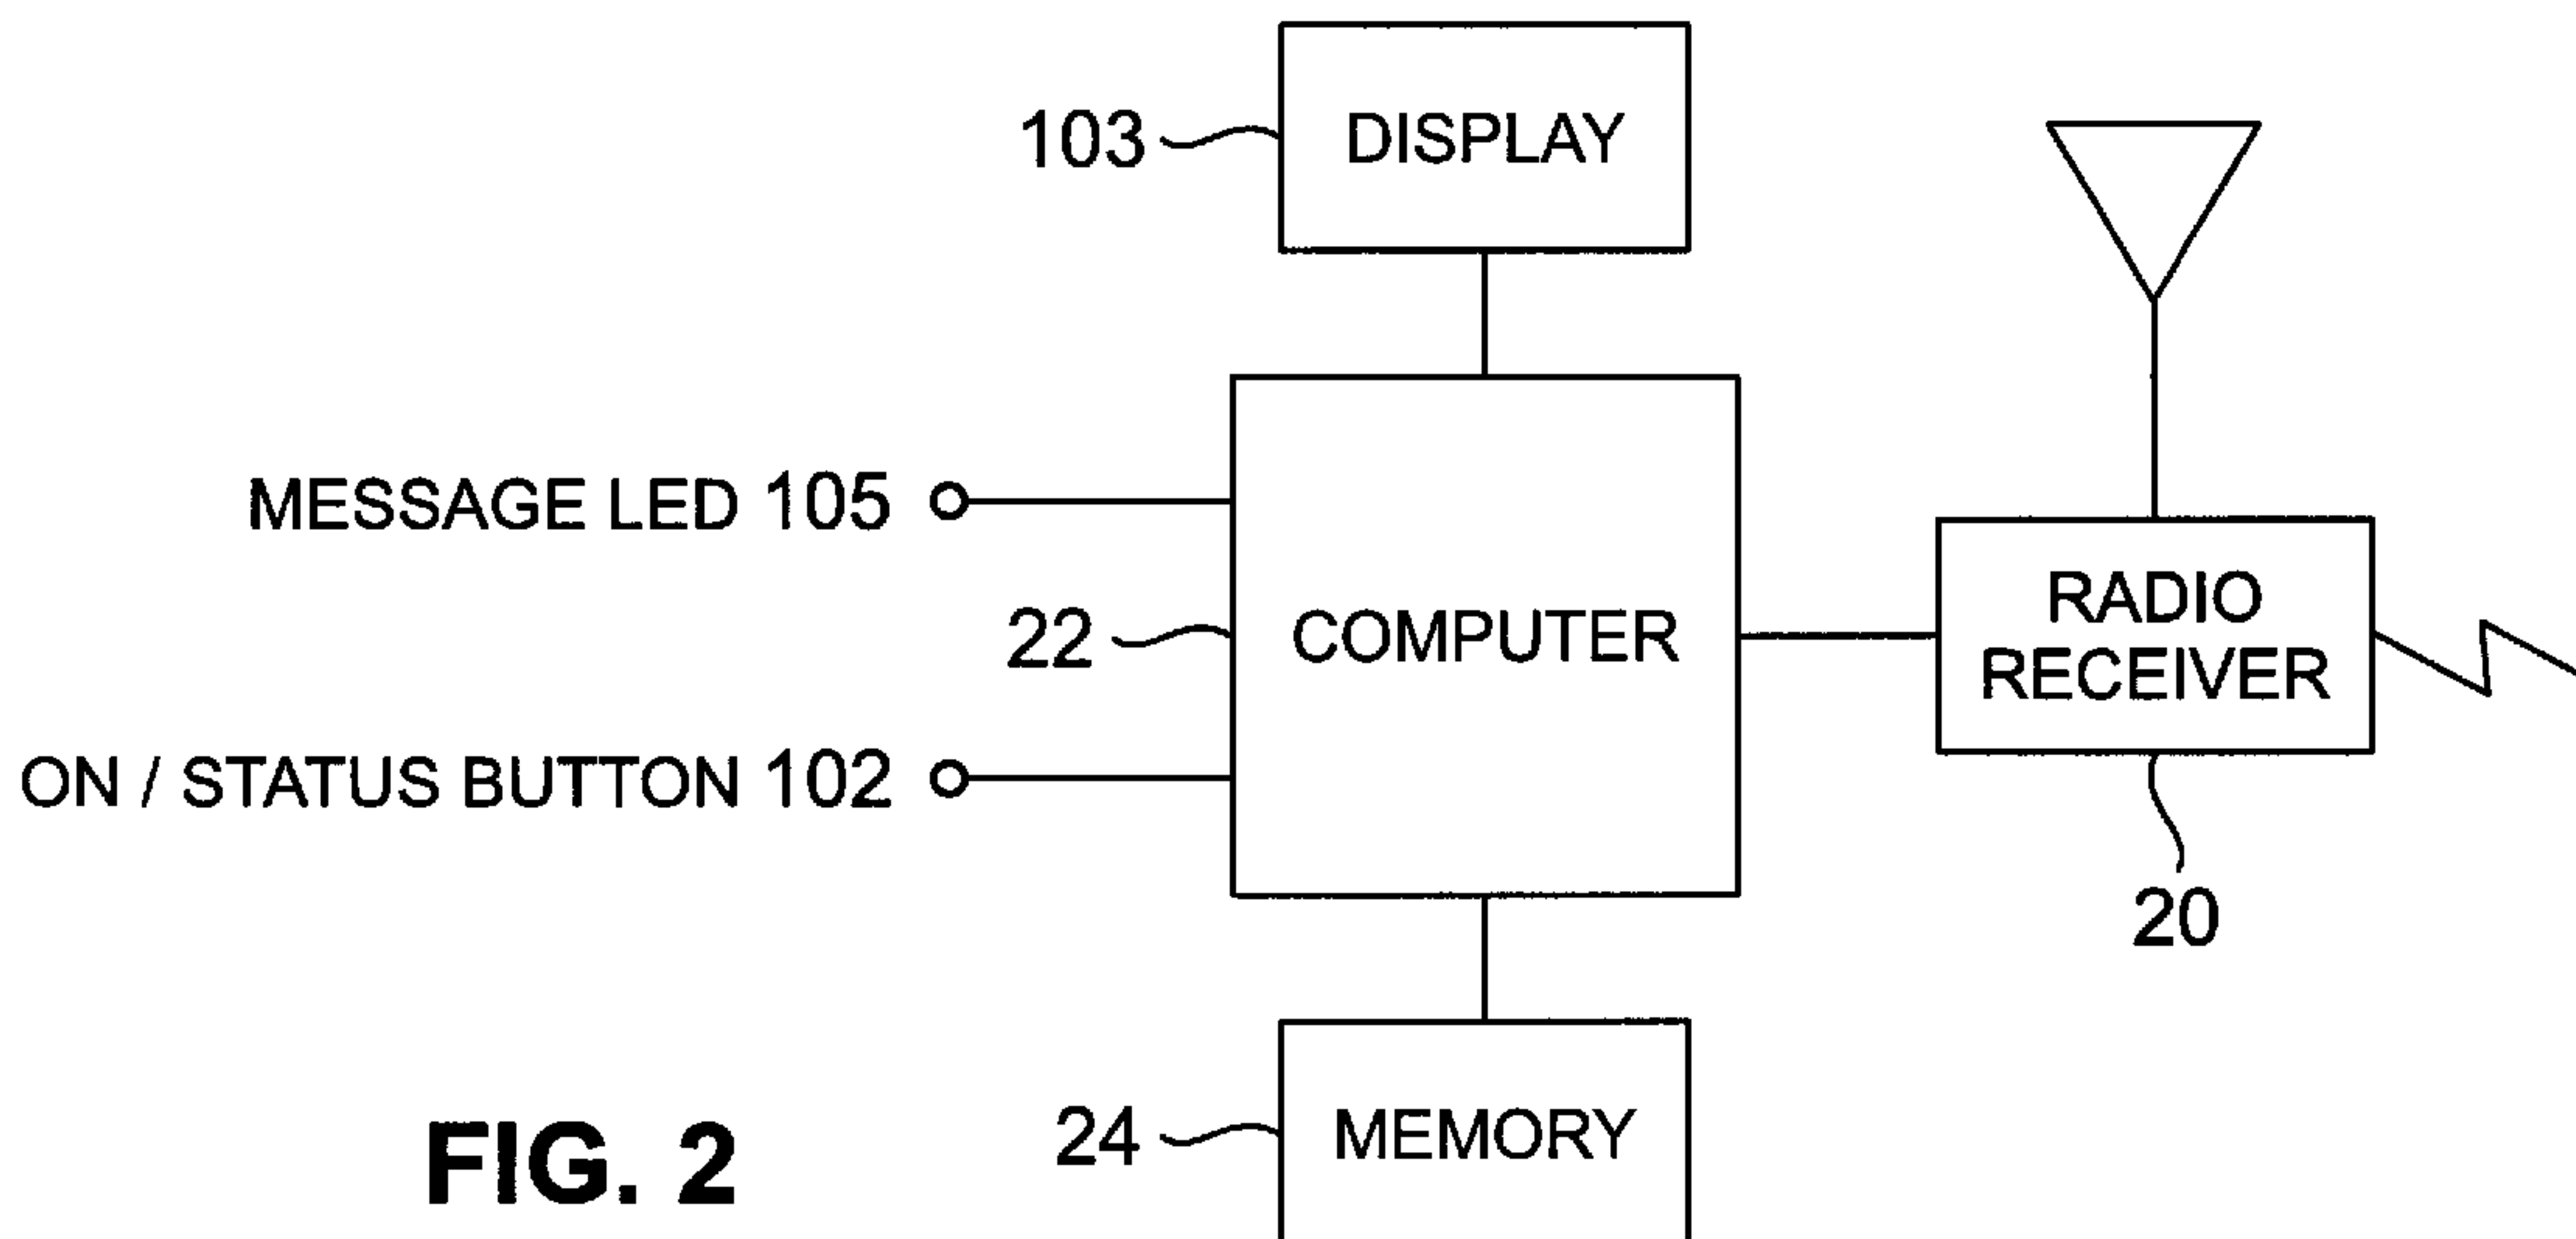 103
DISPLAY
MESSAGE LED 105
22
COMPUTER
RADIO
RECEIVER
ON / STATUS BUTTON 102
20
24
MEMORY
FIG. 2